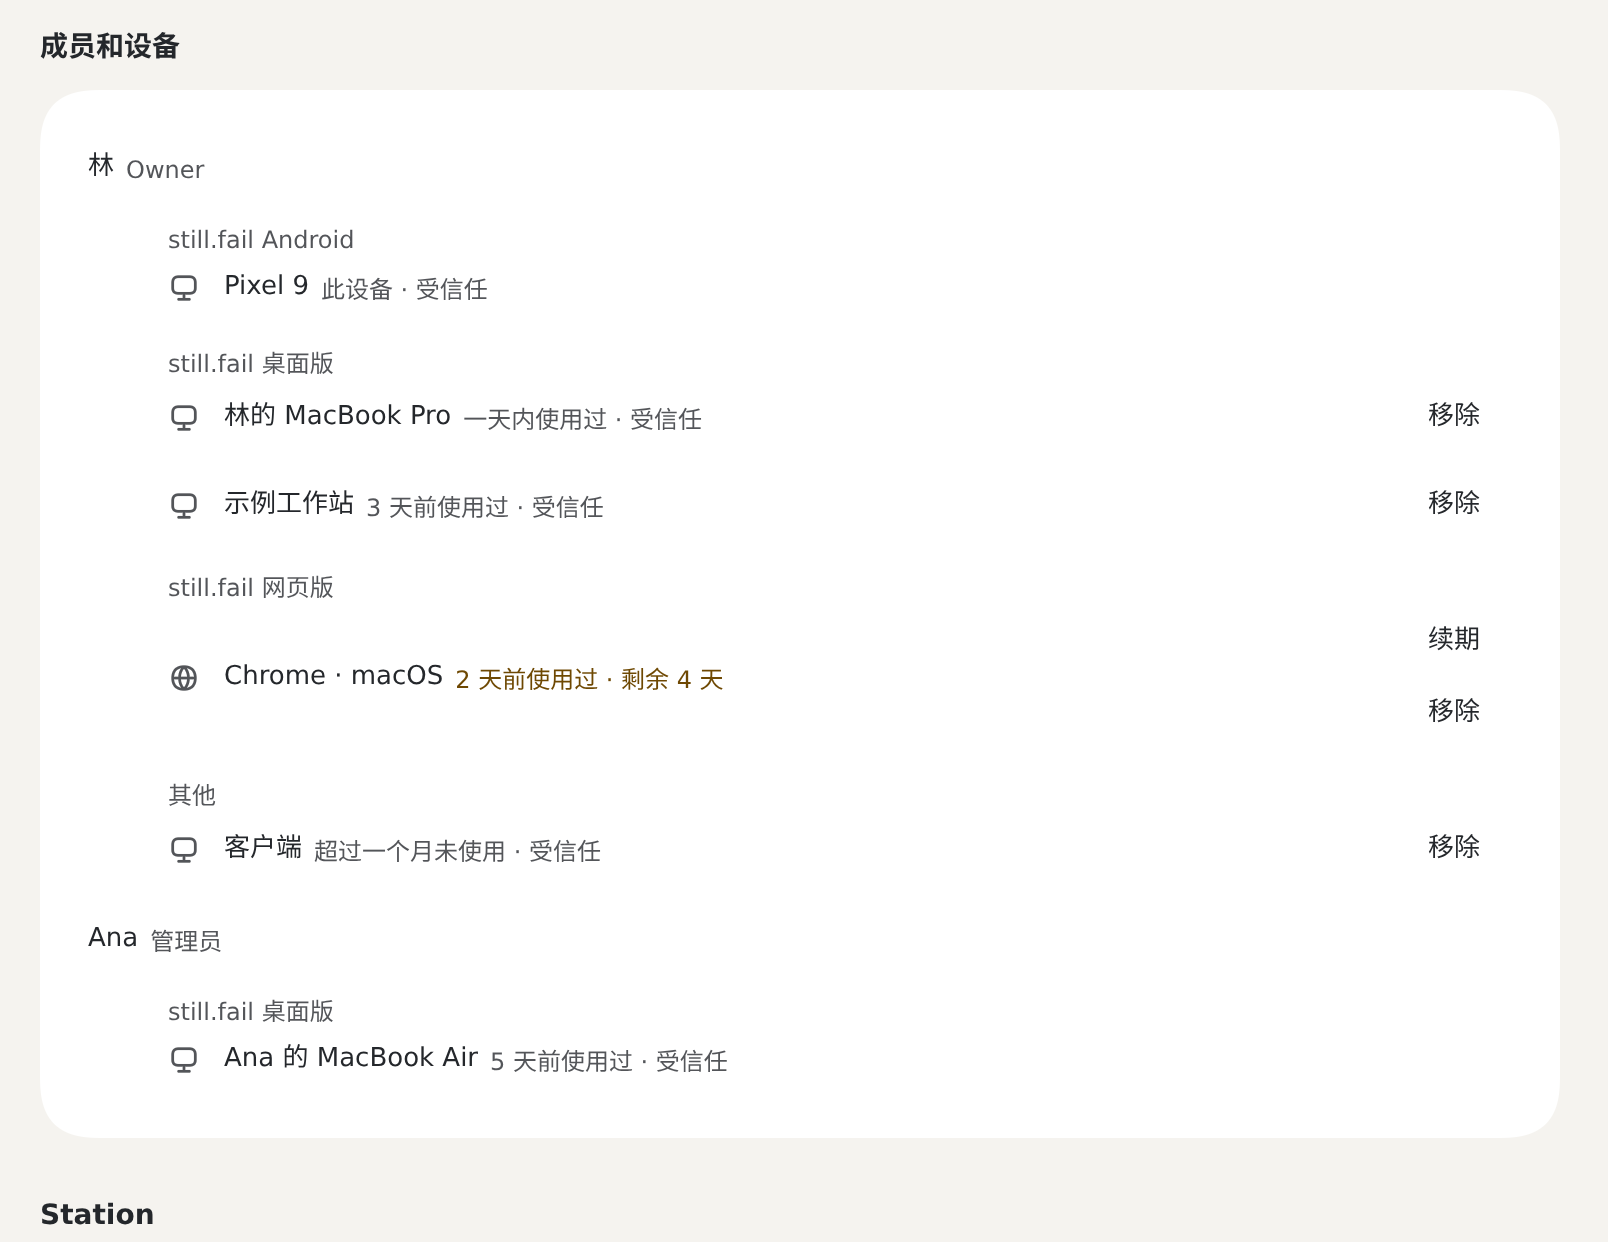 成员和设备
林 Owner
still.fail Android
Pixel 9 此设备 · 受信任
still.fail 桌面版
林的 MacBook Pro 一天内使用过 · 受信任 移除
示例工作站 3 天前使用过 · 受信任 移除
still.fail 网页版
续期
Chrome · macOS 2 天前使用过 · 剩余 4 天
移除
其他
客户端 超过一个月未使用 · 受信任 移除
Ana 管理员
still.fail 桌面版
Ana 的 MacBook Air 5 天前使用过 · 受信任
Station